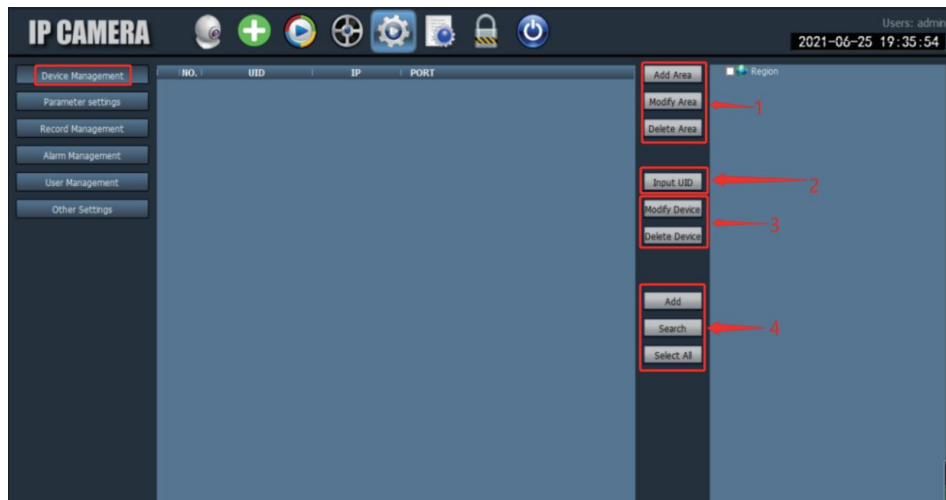 IP CAMERA
Users: admin
2021-06-25 19:35:54
Device Management
Parameter settings
Record Management
Alarm Management
User Management
Other Settings
NO. UID IP PORT
Add Area
Modify Area
Delete Area
1
Input UID
2
Modify Device
Delete Device
3
Add
Search
Select All
4
Region